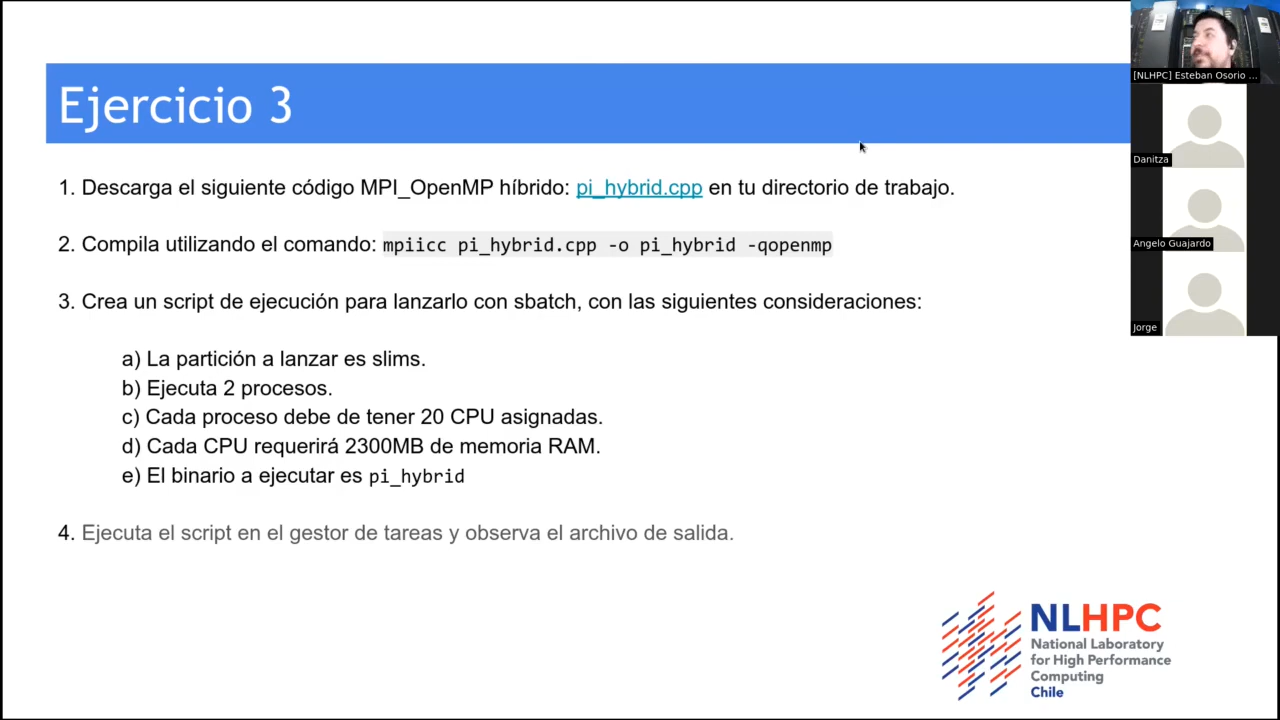 Ejercicio 3
1. Descarga el siguiente código MPI_OpenMP híbrido: pi_hybrid.cpp en tu directorio de trabajo.
2. Compila utilizando el comando: mpiicc pi_hybrid.cpp -o pi_hybrid -qopenmp
3. Crea un script de ejecución para lanzarlo con sbatch, con las siguientes consideraciones:
a) La partición a lanzar es slims.
b) Ejecuta 2 procesos.
c) Cada proceso debe de tener 20 CPU asignadas.
d) Cada CPU requerirá 2300MB de memoria RAM.
e) El binario a ejecutar es pi_hybrid
4. Ejecuta el script en el gestor de tareas y observa el archivo de salida.
[NLHPC] Esteban Osorio ...
Danitza
Angelo Guajardo
Jorge
NLHPC
National Laboratory
for High Performance
Computing
Chile